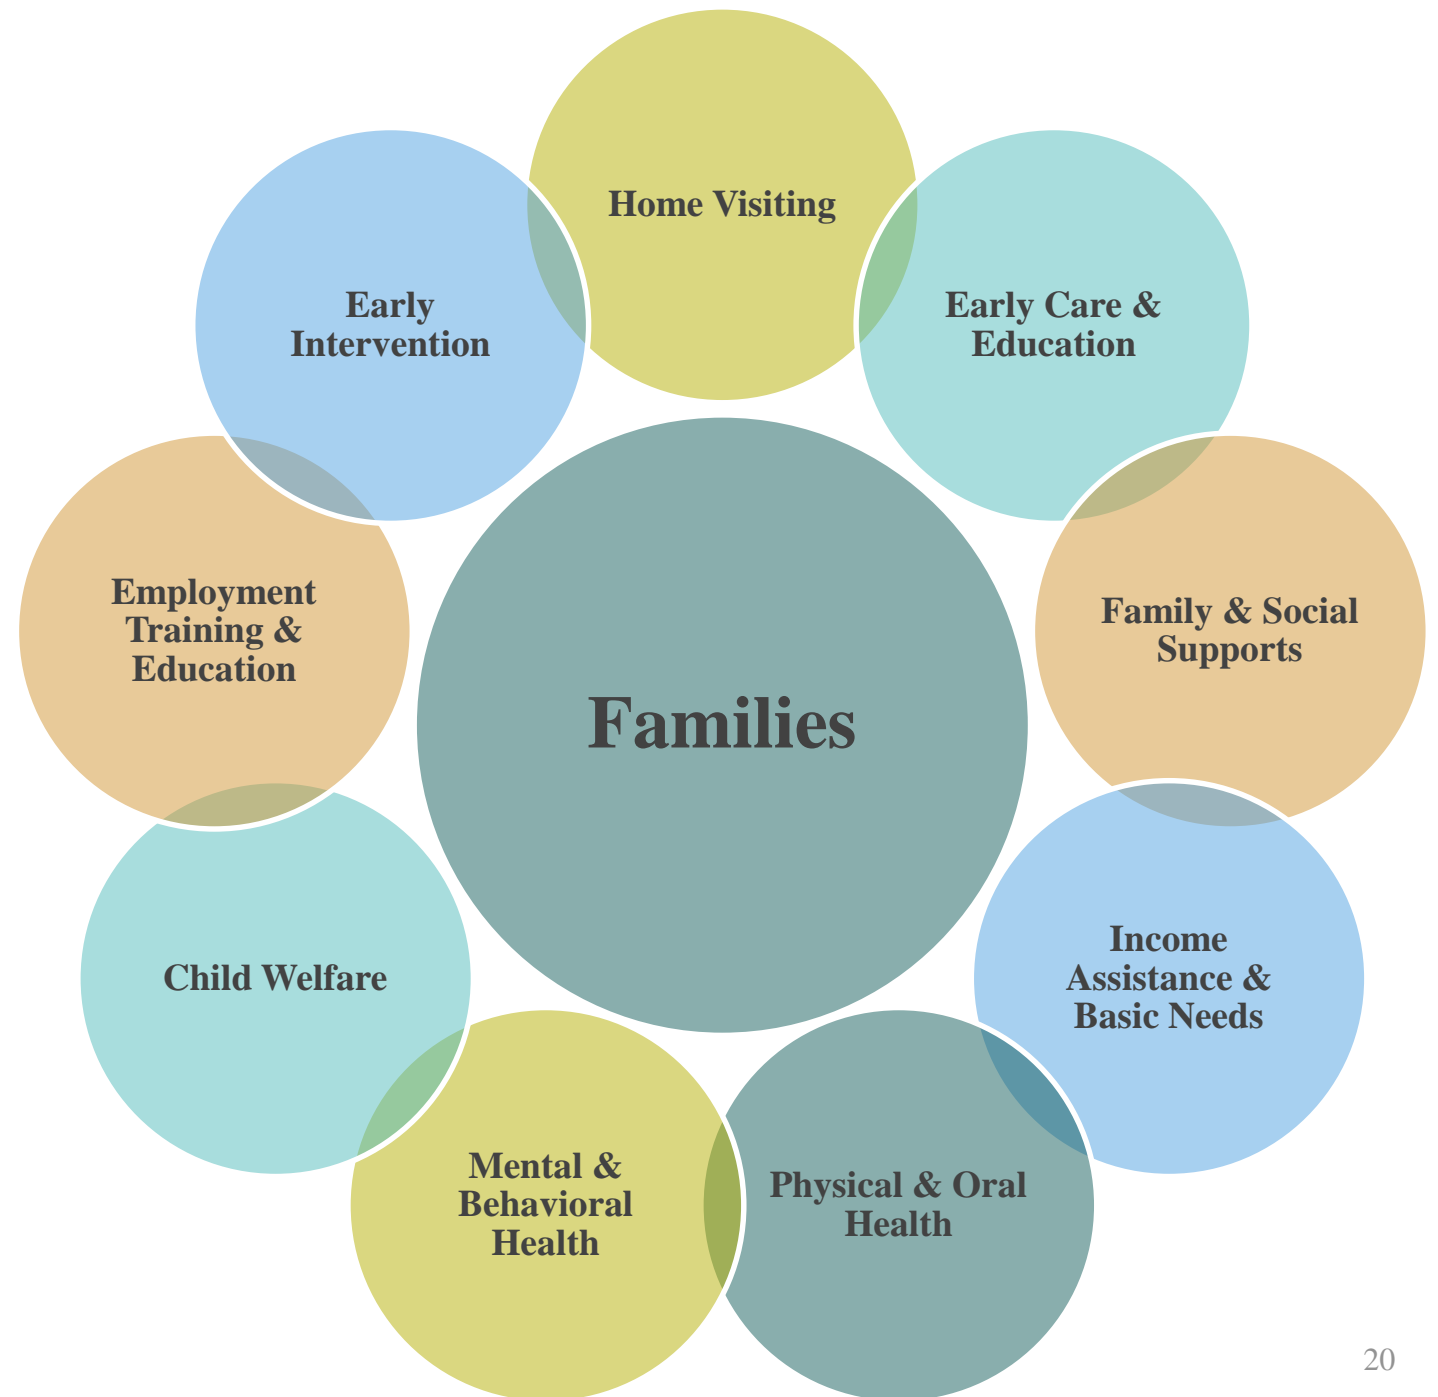 Home Visiting
Early Care &
Education
Family & Social
Supports
Income
Assistance &
Basic Needs
Physical & Oral
Health
Mental &
Behavioral
Health
Child Welfare
Employment
Training &
Education
Early
Intervention
Families
20